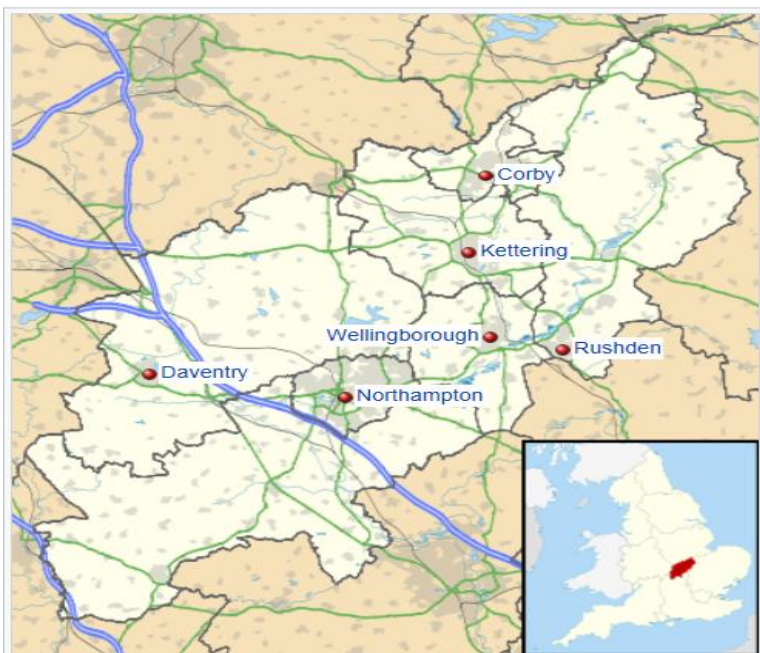 Corby
Kettering
Wellingborough
Rushden
Daventry
Northampton